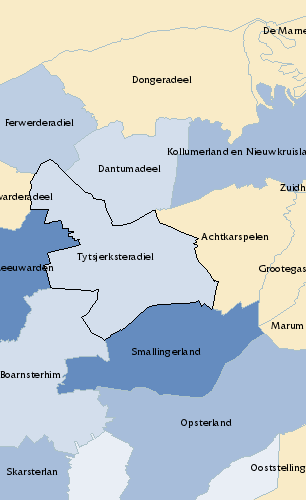 De Marne
Dongeradeel
Ferwerderadiel
Kollumerland en Nieuwkruisla
Dantumadeel
Zuidh
warderadeel
Achtkarspelen
Tytsjerksteradiel
Leeuwarden
Grootegas
Marum
Smallingerland
Boarnsterhim
Opsterland
Skarsterlan
Ooststelling